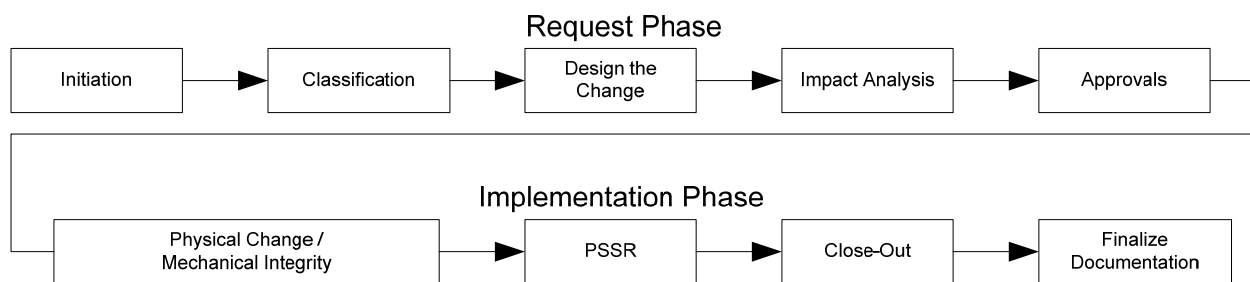 Request Phase
Initiation
Classification
Design the
Change
Impact Analysis
Approvals
Implementation Phase
Physical Change /
Mechanical Integrity
PSSR
Close-Out
Finalize
Documentation